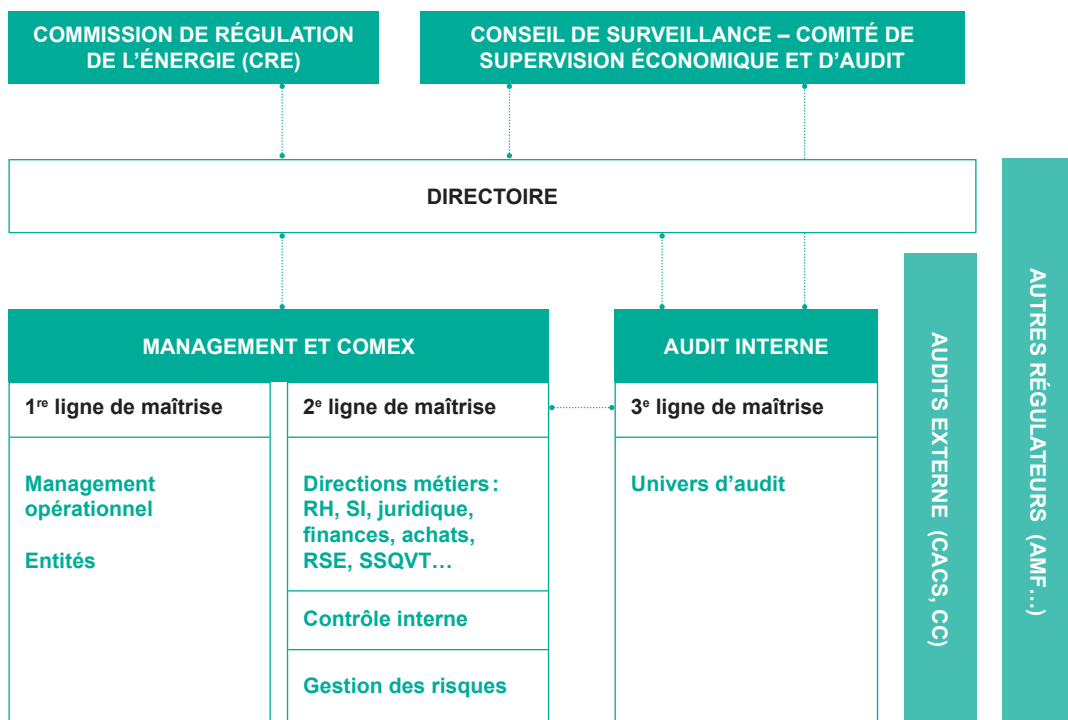 COMMISSION DE RÉGULATION
DE L'ÉNERGIE (CRE)
CONSEIL DE SURVEILLANCE – COMITÉ DE
SUPERVISION ÉCONOMIQUE ET D'AUDIT
DIRECTOIRE
MANAGEMENT ET COMEX
1re ligne de maîtrise
Management
opérationnel
Entités
2e ligne de maîtrise
Directions métiers :
RH, SI, juridique,
finances, achats,
RSE, SSQVT…
Contrôle interne
Gestion des risques
AUDIT INTERNE
3e ligne de maîtrise
Univers d'audit
AUDITS EXTERNE (CACS, CC)
AUTRES RÉGULATEURS (AMF…)